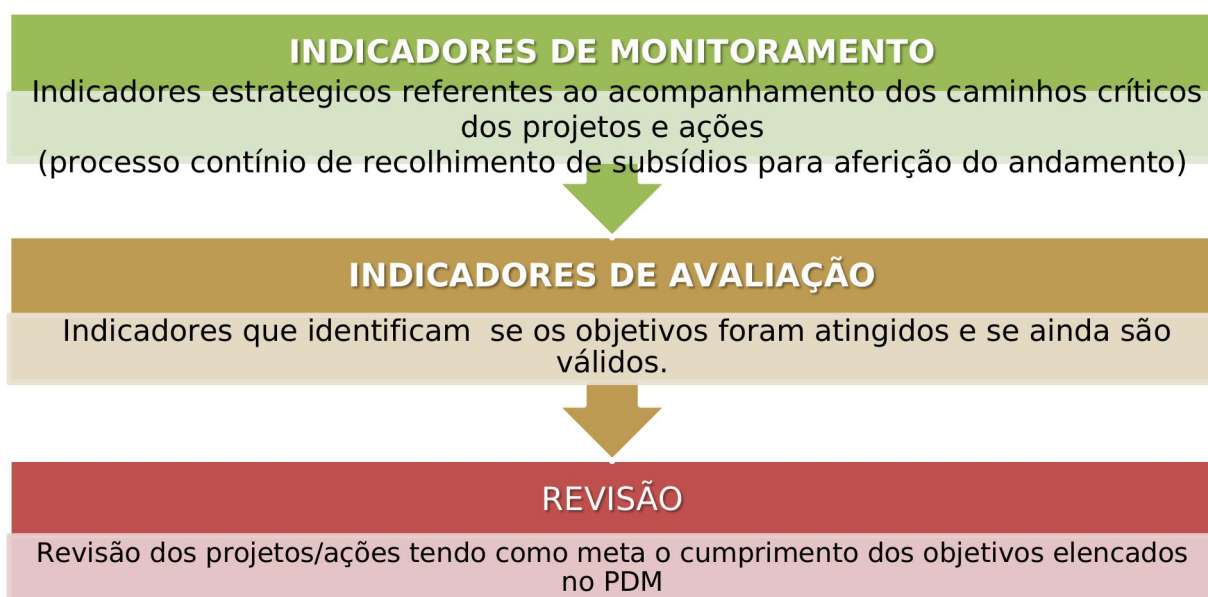 INDICADORES DE MONITORAMENTO
Indicadores estrategicos referentes ao acompanhamento dos caminhos críticos
dos projetos e ações
(processo contínio de recolhimento de subsídios para aferição do andamento)
INDICADORES DE AVALIAÇÃO
Indicadores que identificam  se os objetivos foram atingidos e se ainda são
válidos.
REVISÃO
Revisão dos projetos/ações tendo como meta o cumprimento dos objetivos elencados
no PDM